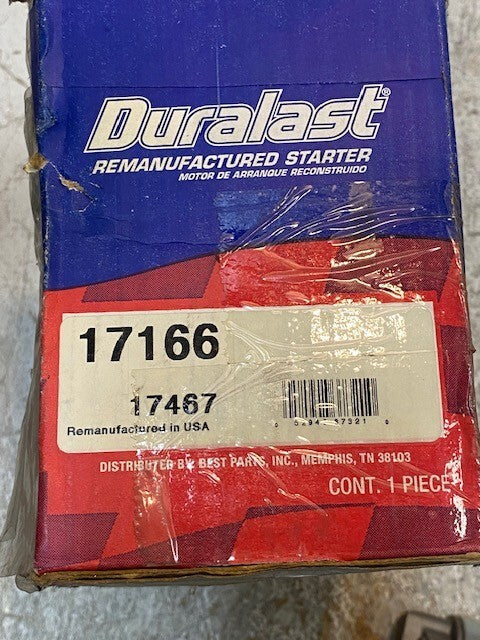 Duralast®
REMANUFACTURED STARTER
MOTOR DE ARRANQUE RECONSTRUIDO
17166
17467
Remanufactured in USA
DISTRIBUTED BY: BEST PARTS, INC., MEMPHIS, TN 38103
CONT. 1 PIECE